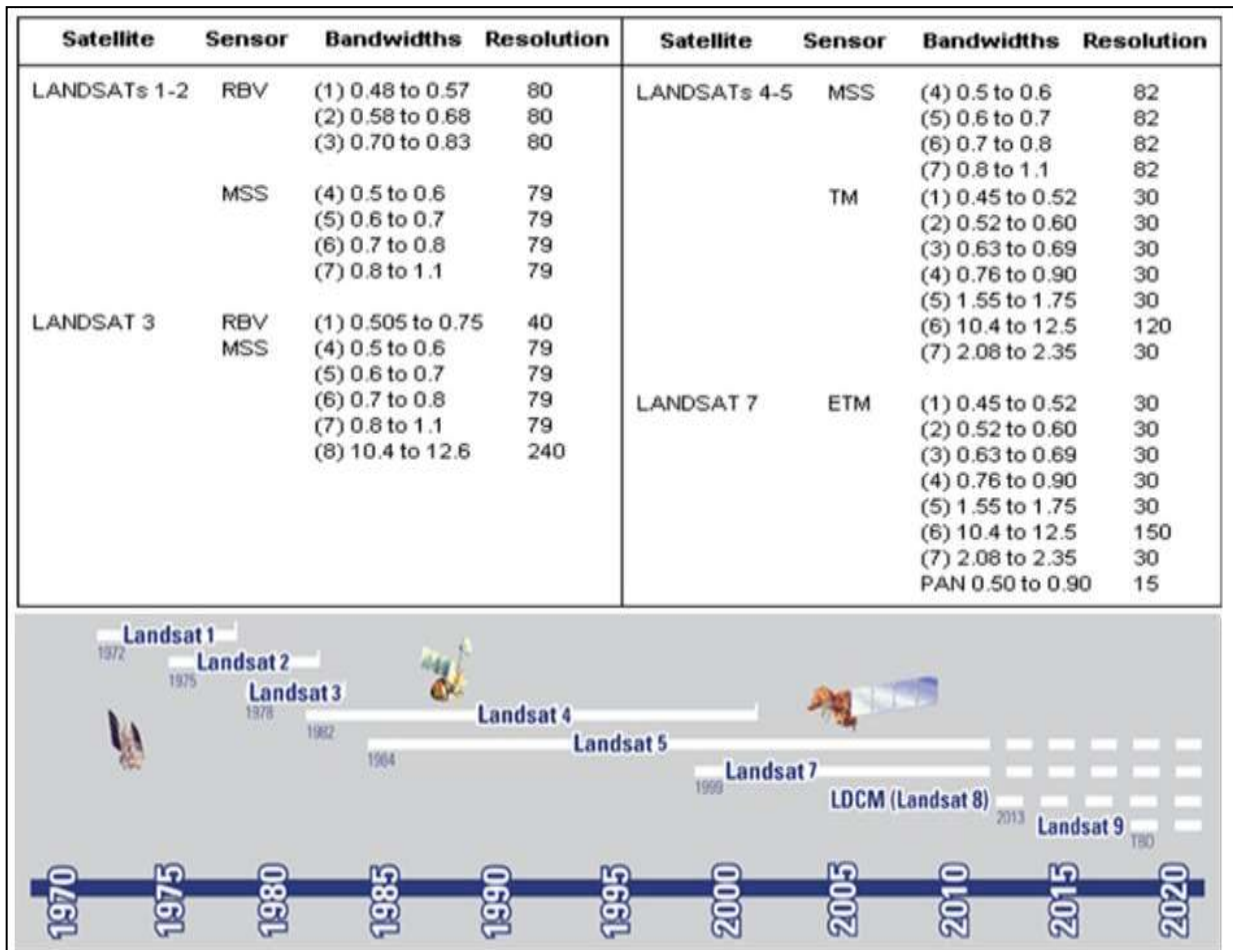 Satellite Sensor Bandwidths Resolution
LANDSATs 1-2 RBV (1) 0.48 to 0.57 80
(2) 0.58 to 0.68 80
(3) 0.70 to 0.83 80
MSS (4) 0.5 to 0.6 79
(5) 0.6 to 0.7 79
(6) 0.7 to 0.8 79
(7) 0.8 to 1.1 79
LANDSAT 3 RBV (1) 0.505 to 0.75 40
MSS (4) 0.5 to 0.6 79
(5) 0.6 to 0.7 79
(6) 0.7 to 0.8 79
(7) 0.8 to 1.1 79
(8) 10.4 to 12.6 240
Satellite Sensor Bandwidths Resolution
LANDSATs 4-5 MSS (4) 0.5 to 0.6 82
(5) 0.6 to 0.7 82
(6) 0.7 to 0.8 82
(7) 0.8 to 1.1 82
TM (1) 0.45 to 0.52 30
(2) 0.52 to 0.60 30
(3) 0.63 to 0.69 30
(4) 0.76 to 0.90 30
(5) 1.55 to 1.75 30
(6) 10.4 to 12.5 120
(7) 2.08 to 2.35 30
LANDSAT 7 ETM (1) 0.45 to 0.52 30
(2) 0.52 to 0.60 30
(3) 0.63 to 0.69 30
(4) 0.76 to 0.90 30
(5) 1.55 to 1.75 30
(6) 10.4 to 12.5 150
(7) 2.08 to 2.35 30
PAN 0.50 to 0.90 15
Landsat 1
1972
Landsat 2
1975
Landsat 3
1978
Landsat 4
1982
Landsat 5
1984
Landsat 7
1999
LDCM (Landsat 8)
2013
Landsat 9
TBD
1970 1975 1980 1985 1990 1995 2000 2005 2010 2015 2020